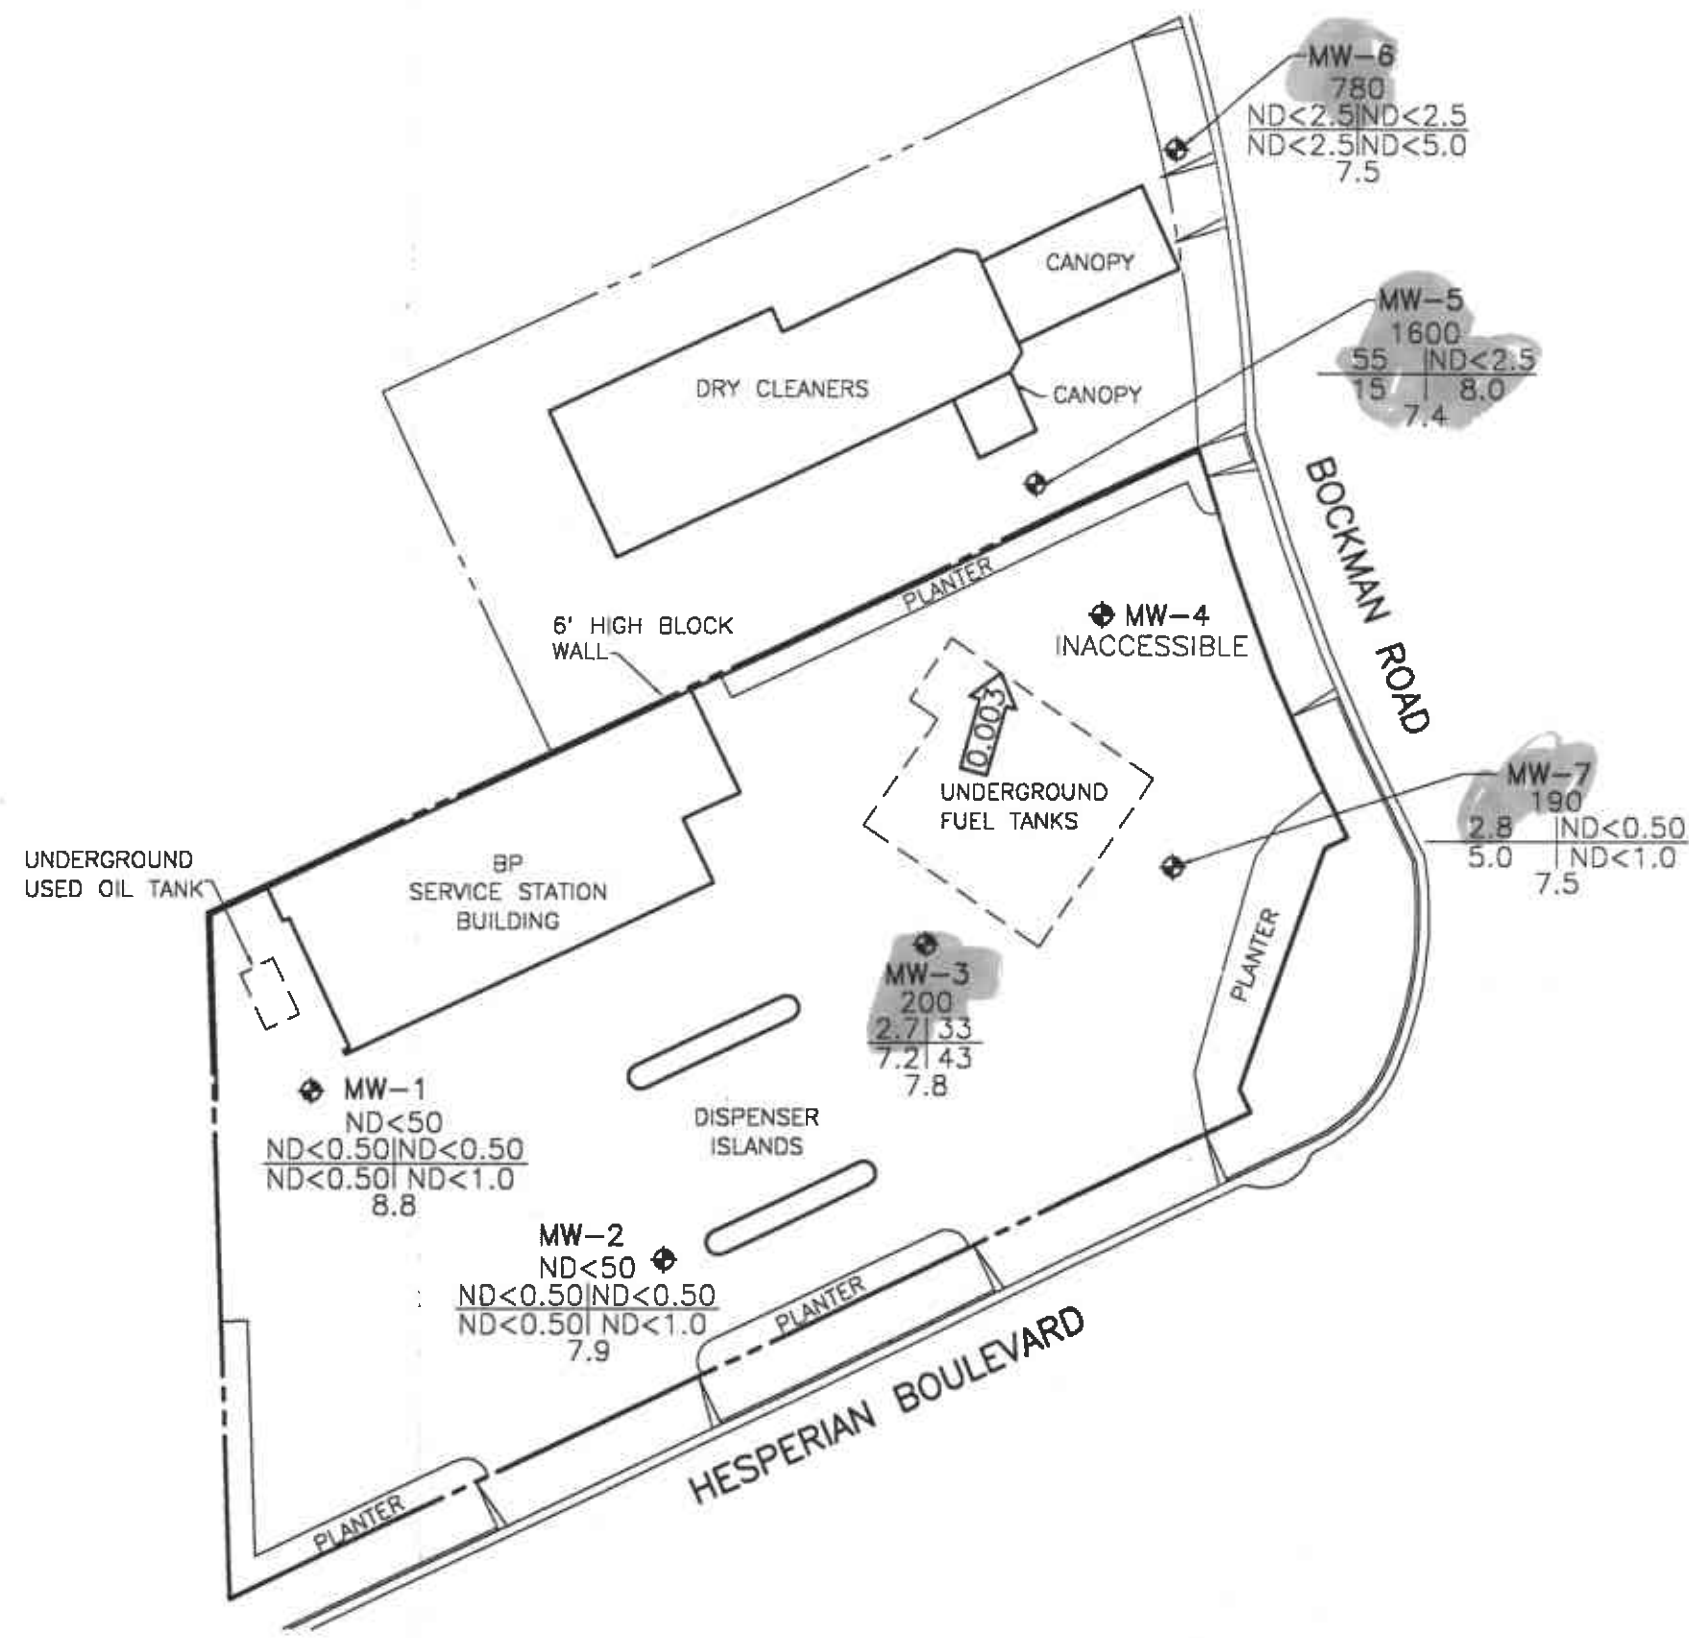 MW-6
780
ND<2.5|ND<2.5
ND<2.5|ND<5.0
7.5
CANOPY
MW-5
1600
55 | ND<2.5
15 | 8.0
7.4
DRY CLEANERS
CANOPY
BOCKMAN ROAD
PLANTER
6' HIGH BLOCK
WALL
MW-4
INACCESSIBLE
0.003
UNDERGROUND
FUEL TANKS
MW-7
190
2.8 | ND<0.50
5.0 | ND<1.0
7.5
UNDERGROUND
USED OIL TANK
BP
SERVICE STATION
BUILDING
PLANTER
MW-3
200
2.7|33
7.2|43
7.8
MW-1
ND<50
ND<0.50|ND<0.50
ND<0.50|ND<1.0
8.8
DISPENSER
ISLANDS
MW-2
ND<50
ND<0.50|ND<0.50
ND<0.50|ND<1.0
7.9
PLANTER
HESPERIAN BOULEVARD
PLANTER